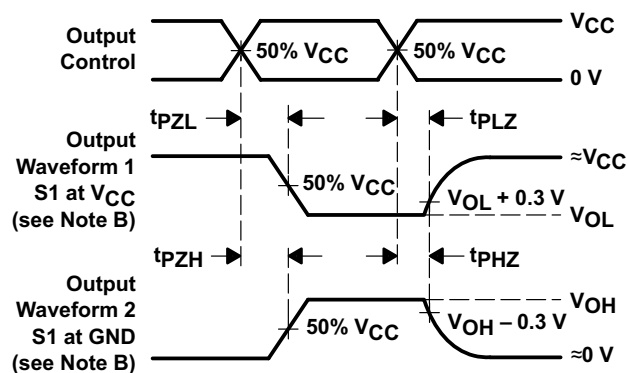 Output
Control
50% VCC
50% VCC
VCC
0 V
tPZL
tPLZ
Output
Waveform 1
S1 at VCC
(see Note B)
50% VCC
≈VCC
VOL + 0.3 V
VOL
tPZH
tPHZ
Output
Waveform 2
S1 at GND
(see Note B)
50% VCC
VOH
VOH – 0.3 V
≈0 V